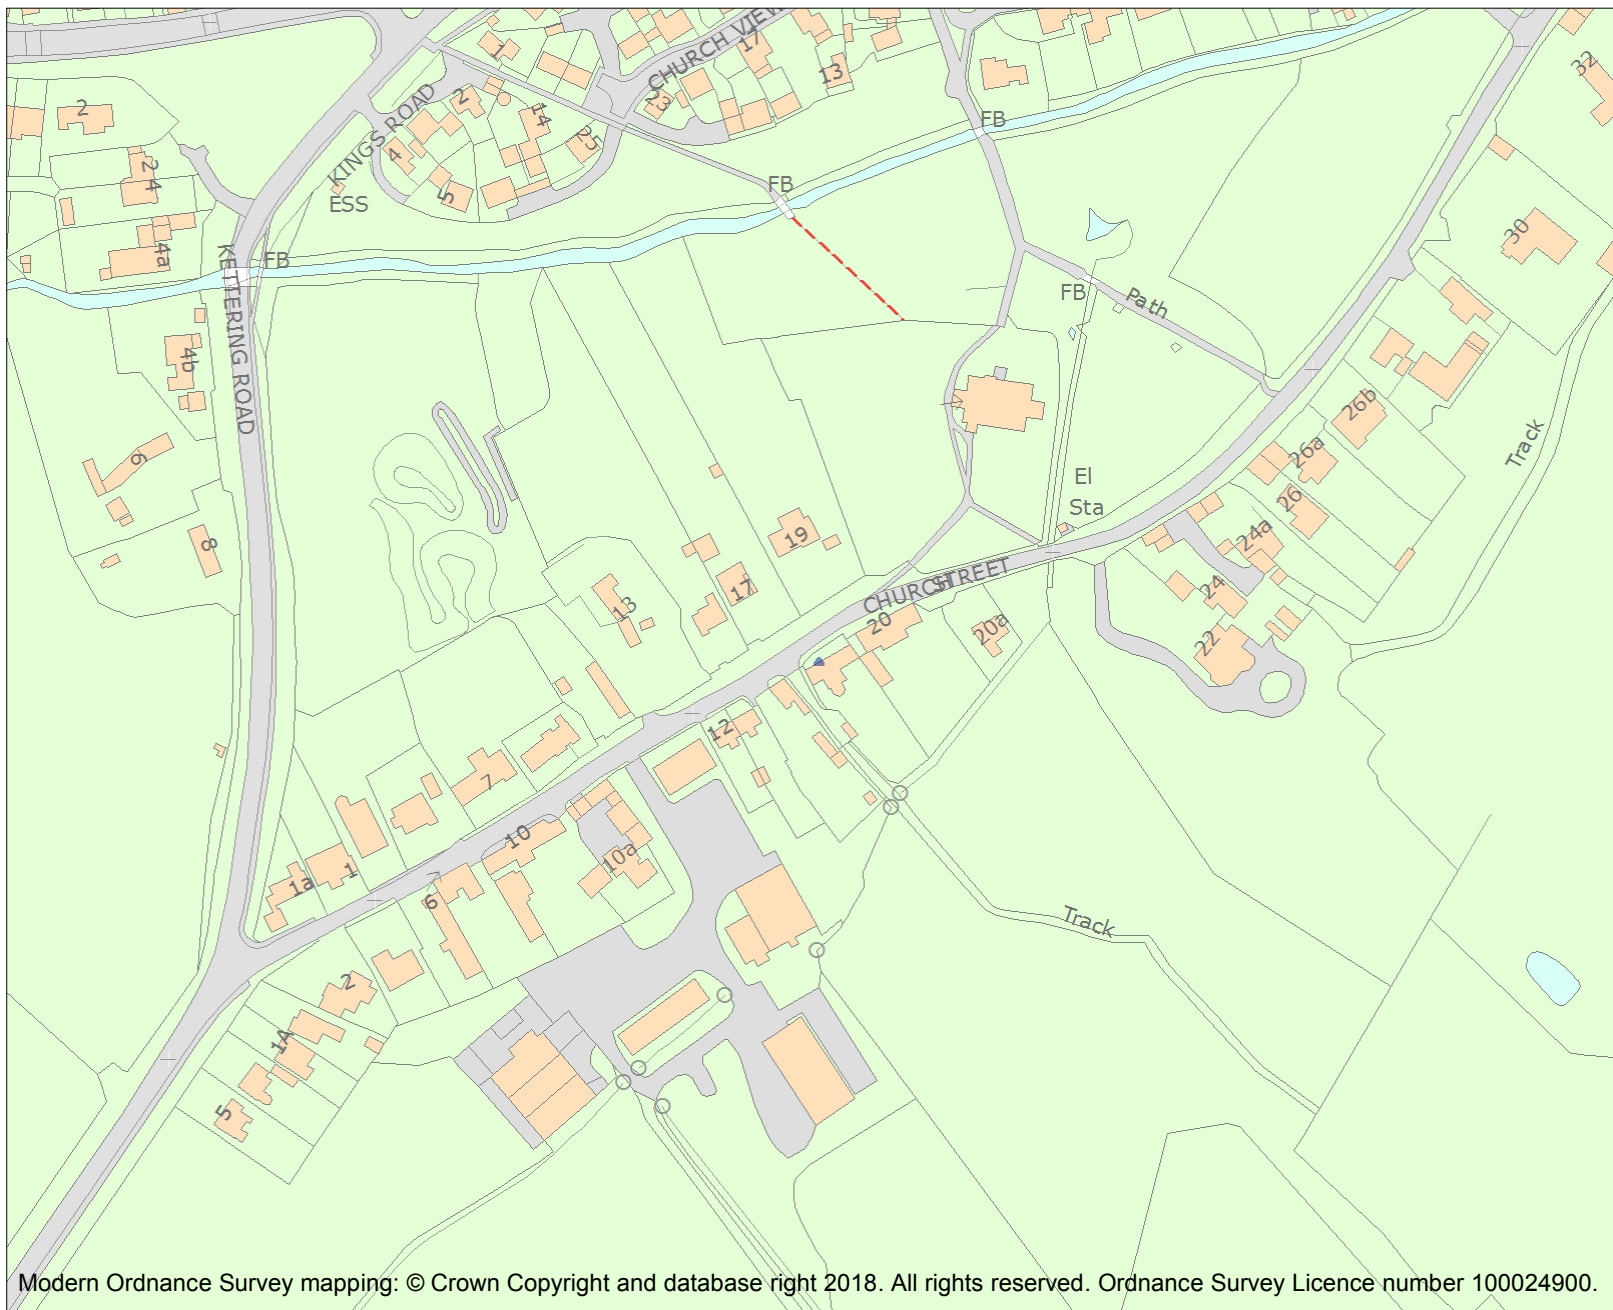 CHURCH VIEW
17
1
2
13
32
23
2
14
25
FB
KINGS ROAD
4
24
5
ESS
FB
30
4a
KETTERING ROAD
FB
FB
Path
4b
26b
Track
6
26a
El
Sta
26
8
19
24a
17
CHURCH STREET
13
24
20
20a
22
12
7
10
10a
1
1a
6
Track
2
1A
5
Modern Ordnance Survey mapping: © Crown Copyright and database right 2018. All rights reserved. Ordnance Survey Licence number 100024900.